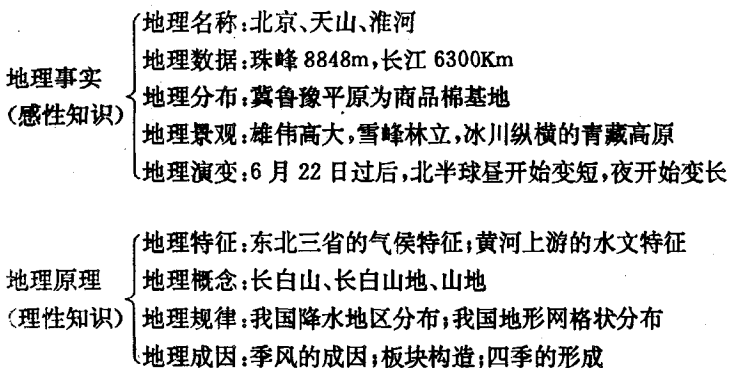 地理事实
(感性知识)
地理名称:北京、天山、淮河
地理数据:珠峰8848m,长江6300Km
地理分布:冀鲁豫平原为商品棉基地
地理景观:雄伟高大,雪峰林立,冰川纵横的青藏高原
地理演变:6月22日过后,北半球昼开始变短,夜开始变长
地理原理
(理性知识)
地理特征:东北三省的气侯特征;黄河上游的水文特征
地理概念:长白山、长白山地、山地
地理规律:我国降水地区分布;我国地形网格状分布
地理成因:季风的成因;板块构造;四季的形成